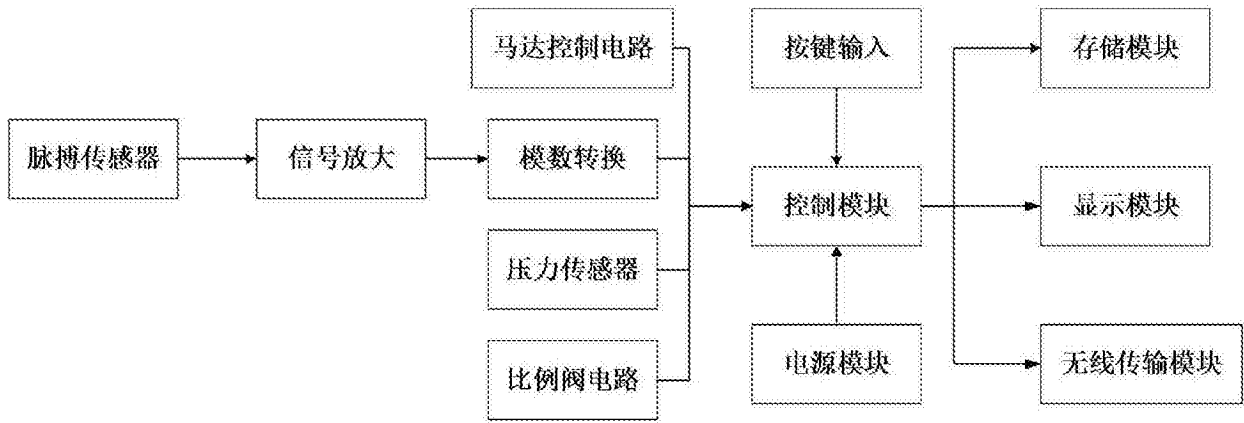 马达控制电路
按键输入
存储模块
脉搏传感器
信号放大
模数转换
控制模块
显示模块
压力传感器
比例阀电路
电源模块
无线传输模块